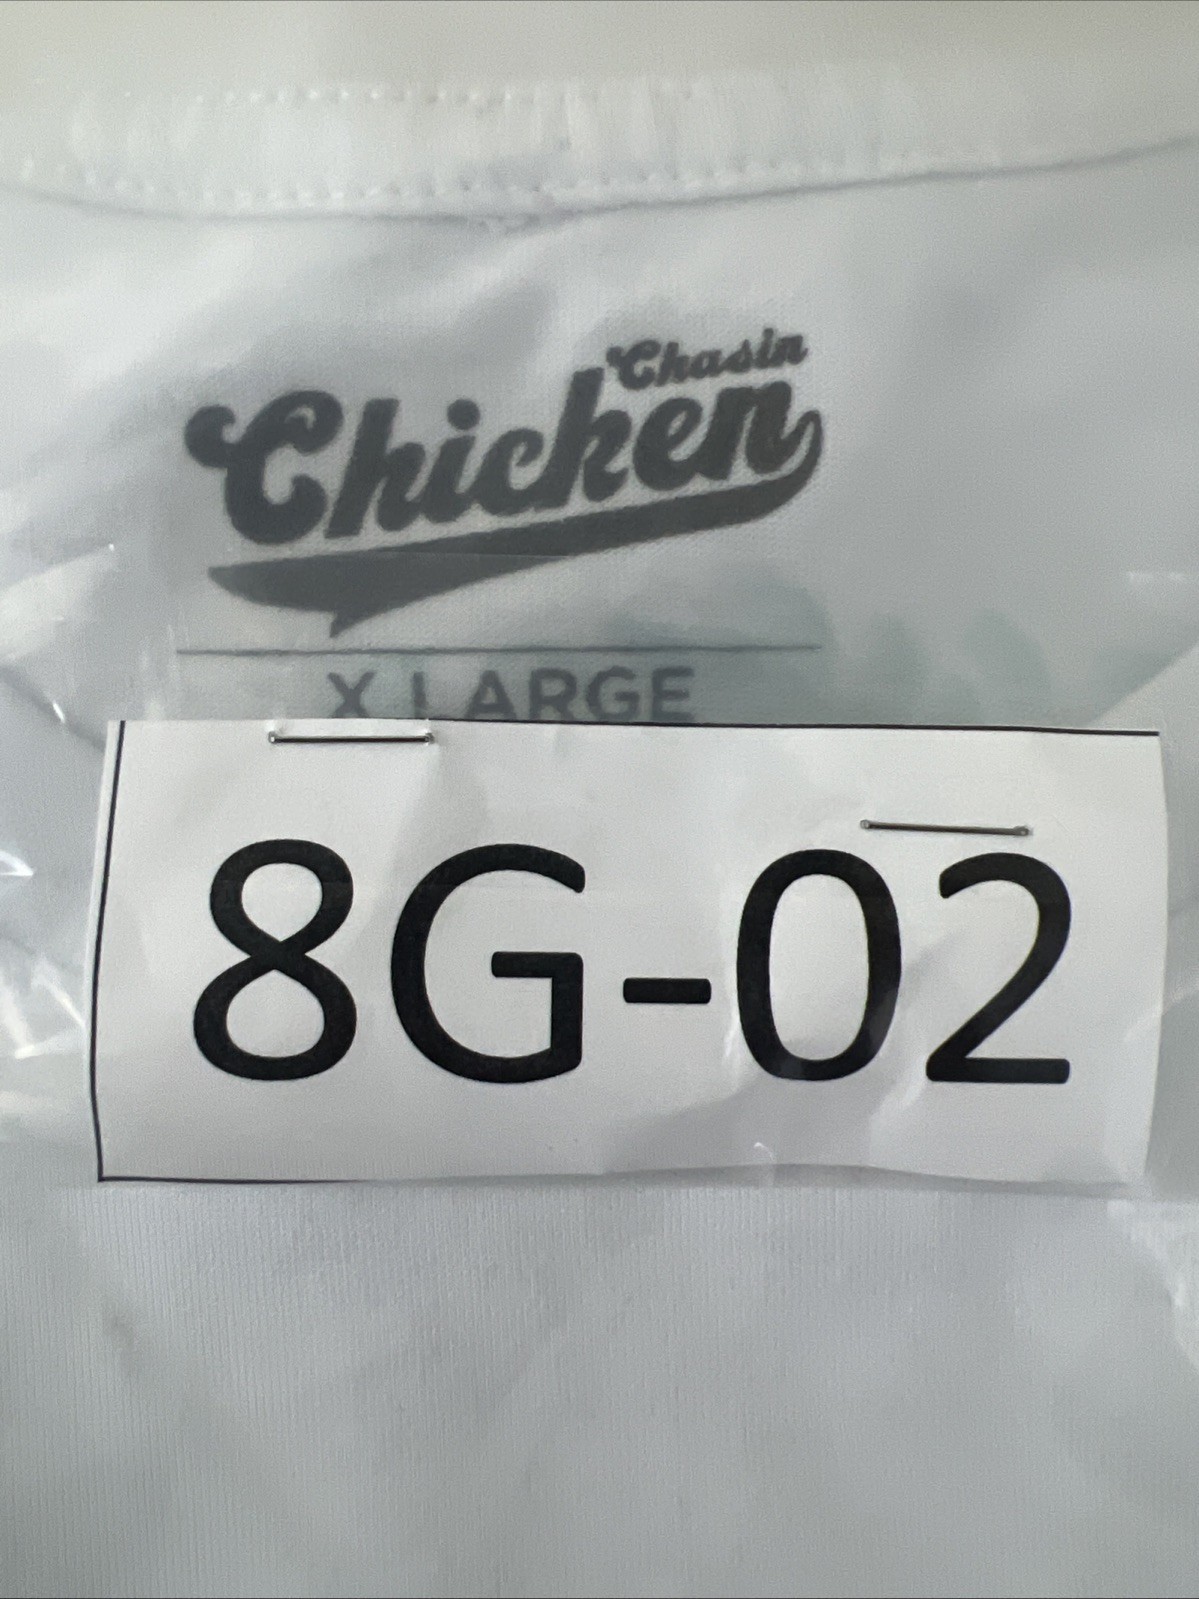 Chasin
Chicken
X LARGE
8G-02